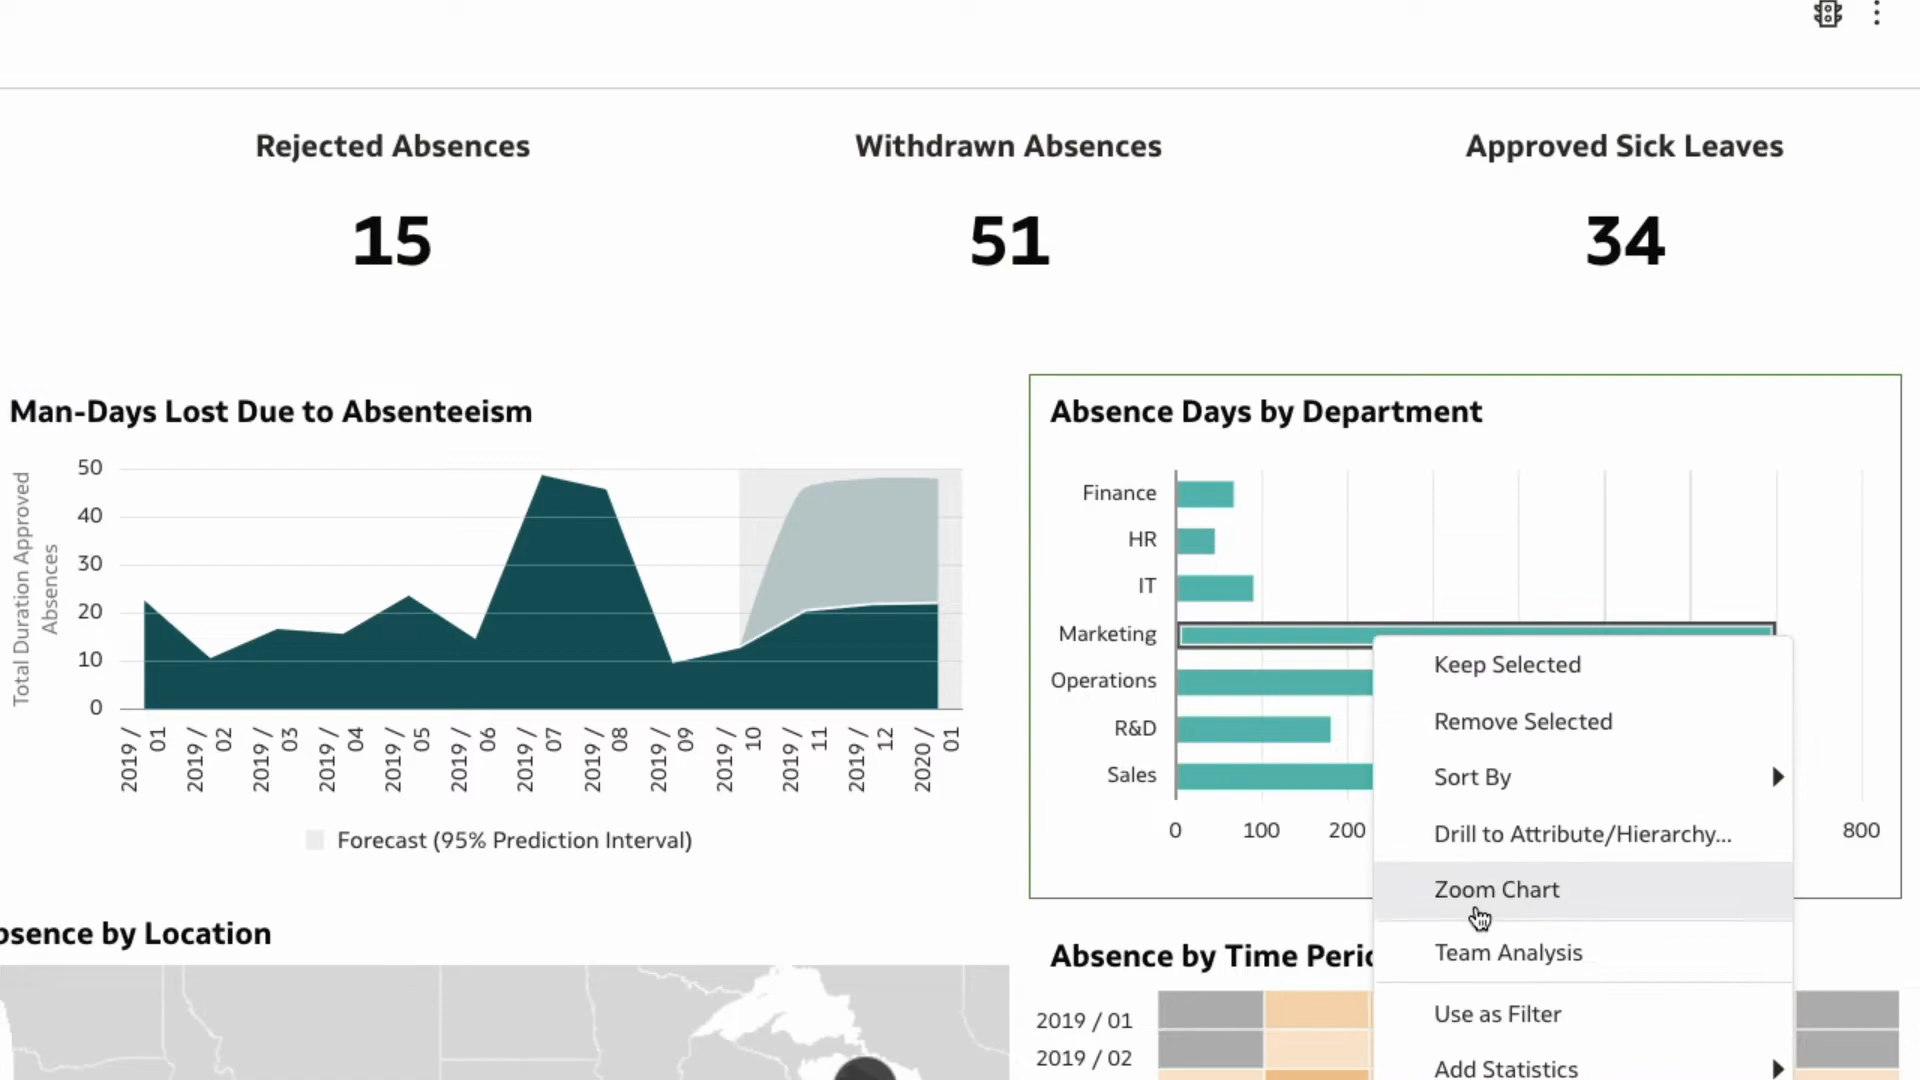 Rejected Absences
Withdrawn Absences
Approved Sick Leaves
15
51
34
Man-Days Lost Due to Absenteeism
Total Duration Approved
Absences
50
40
30
20
10
0
2019 / 01
2019 / 02
2019 / 03
2019 / 04
2019 / 05
2019 / 06
2019 / 07
2019 / 08
2019 / 09
2019 / 10
2019 / 11
2019 / 12
2020 / 01
Forecast (95% Prediction Interval)
Absence Days by Department
Finance
HR
IT
Marketing
Operations
R&D
Sales
0
100
200
800
Keep Selected
Remove Selected
Sort By
Drill to Attribute/Hierarchy...
Zoom Chart
Team Analysis
Use as Filter
Add Statistics
bsence by Location
Absence by Time Peri
2019 / 01
2019 / 02